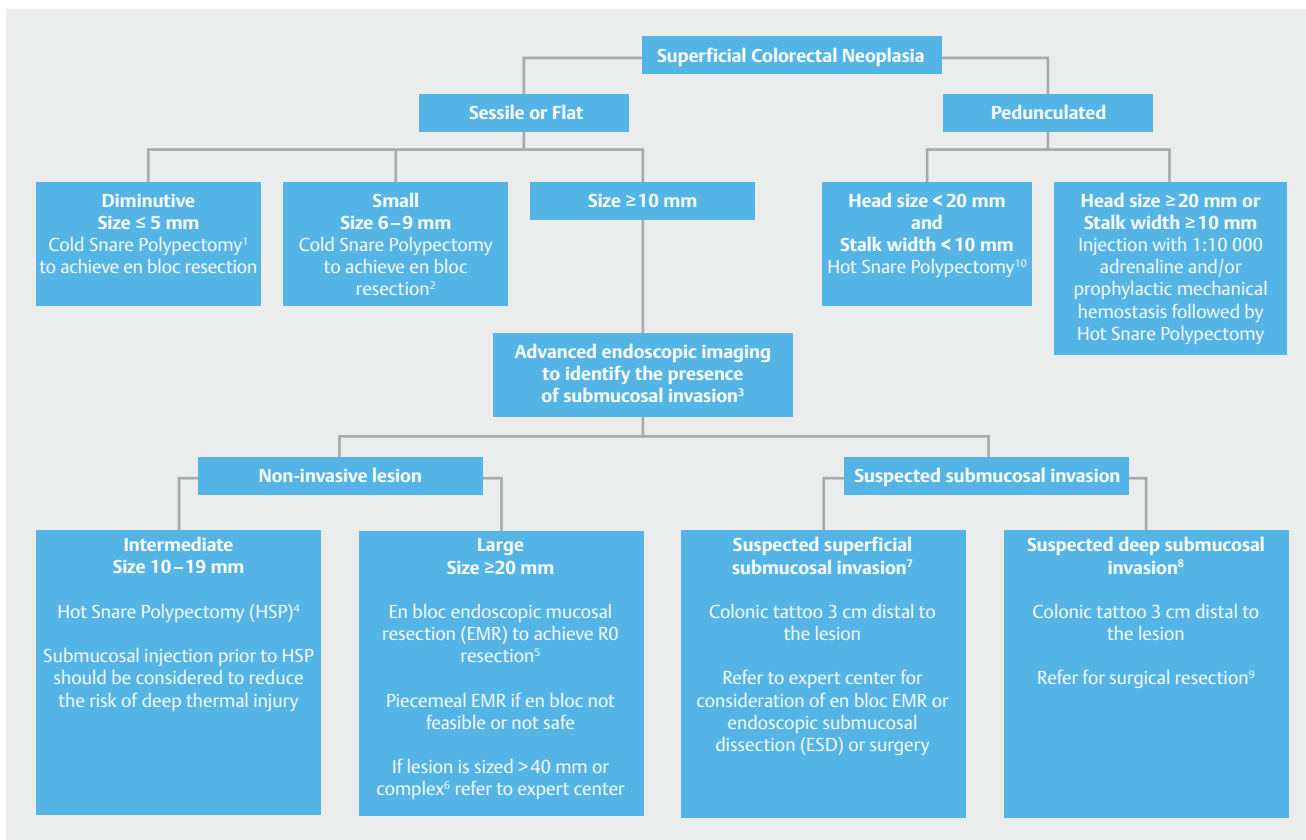 Superficial Colorectal Neoplasia
Sessile or Flat
Pedunculated
Diminutive
Size ≤ 5 mm
Cold Snare Polypectomy¹
to achieve en bloc resection
Small
Size 6–9 mm
Cold Snare Polypectomy
to achieve en bloc
resection²
Size ≥10 mm
Head size <20 mm
and
Stalk width <10 mm
Hot Snare Polypectomy¹⁰
Head size ≥20 mm or
Stalk width ≥10 mm
Injection with 1:10 000
adrenaline and/or
prophylactic mechanical
hemostasis followed by
Hot Snare Polypectomy
Advanced endoscopic imaging
to identify the presence
of submucosal invasion³
Non-invasive lesion
Suspected submucosal invasion
Intermediate
Size 10–19 mm
Hot Snare Polypectomy (HSP)⁴
Submucosal injection prior to HSP
should be considered to reduce
the risk of deep thermal injury
Large
Size ≥20 mm
En bloc endoscopic mucosal
resection (EMR) to achieve R0
resection⁵
Piecemeal EMR if en bloc not
feasible or not safe
If lesion is sized >40 mm or
complex⁶ refer to expert center
Suspected superficial
submucosal invasion⁷
Colonic tattoo 3 cm distal to
the lesion
Refer to expert center for
consideration of en bloc EMR or
endoscopic submucosal
dissection (ESD) or surgery
Suspected deep submucosal
invasion⁸
Colonic tattoo 3 cm distal to
the lesion
Refer for surgical resection⁹